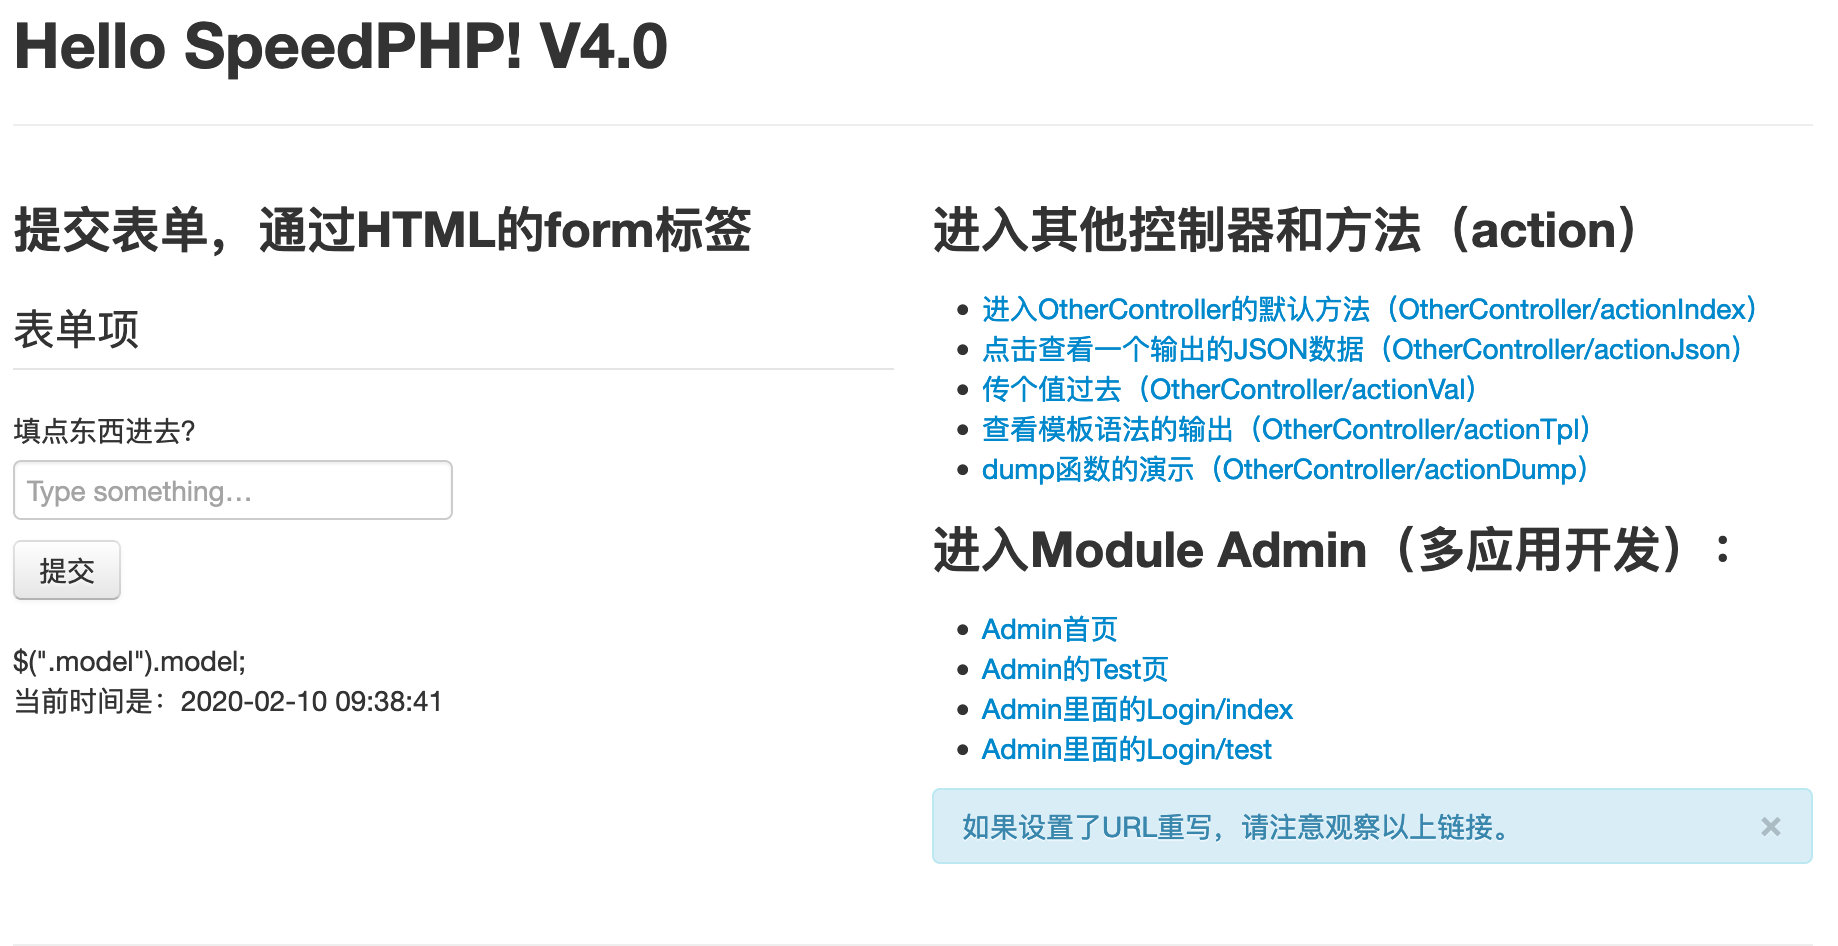 Hello SpeedPHP! V4.0
提交表单，通过HTML的form标签
表单项
填点东西进去?
Type something…
提交
$(".model").model;
当前时间是：2020-02-10 09:38:41
进入其他控制器和方法（action）
进入OtherController的默认方法（OtherController/actionIndex）
点击查看一个输出的JSON数据（OtherController/actionJson）
传个值过去（OtherController/actionVal）
查看模板语法的输出（OtherController/actionTpl）
dump函数的演示（OtherController/actionDump）
进入Module Admin（多应用开发）：
Admin首页
Admin的Test页
Admin里面的Login/index
Admin里面的Login/test
如果设置了URL重写，请注意观察以上链接。
×